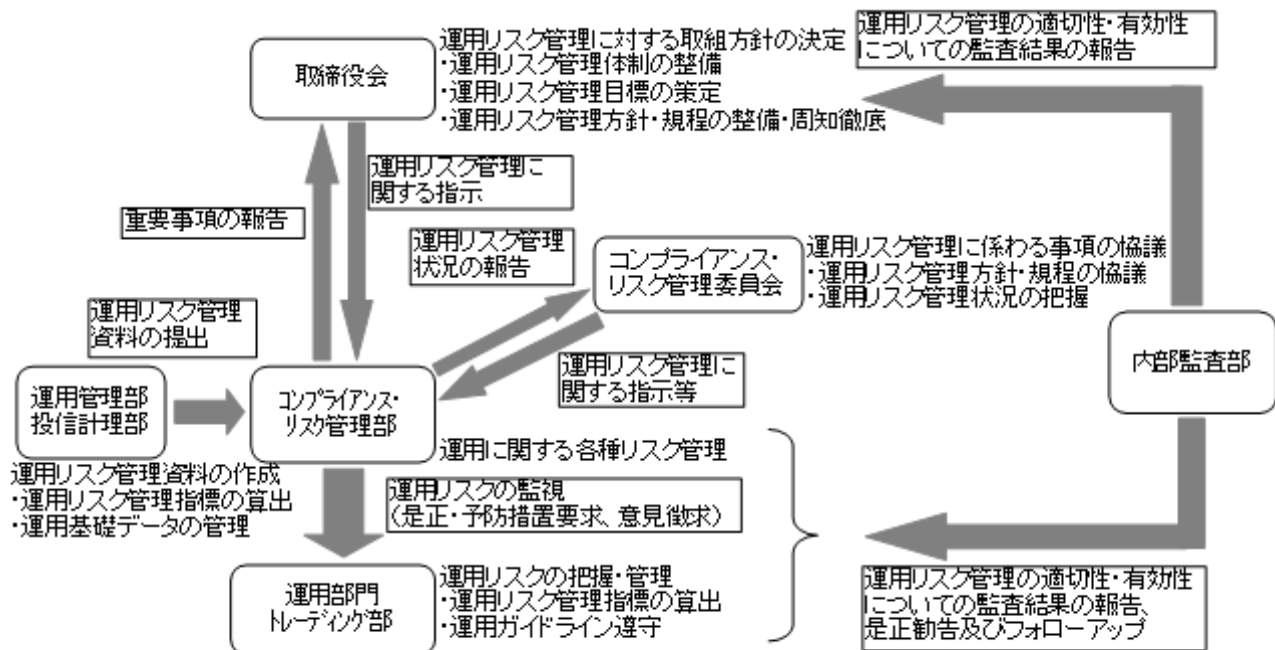 運用リスク管理に対する取組方針の決定
・運用リスク管理体制の整備
・運用リスク管理目標の策定
・運用リスク管理方針・規程の整備・周知徹底
取締役会
運用リスク管理の適切性・有効性
についての監査結果の報告
運用リスク管理に
関する指示
重要事項の報告
運用リスク管理
状況の報告
コンプライアンス・
リスク管理委員会
運用リスク管理に係わる事項の協議
・運用リスク管理方針・規程の協議
・運用リスク管理状況の把握
運用リスク管理
資料の提出
運用リスク管理に
関する指示等
内部監査部
運用管理部
投信計理部
コンプライアンス・
リスク管理部
運用に関する各種リスク管理
運用リスク管理資料の作成
・運用リスク管理指標の算出
・運用基礎データの管理
運用リスクの監視
（是正・予防措置要求、意見徴求）
運用部門
トレーディング部
運用リスクの把握・管理
・運用リスク管理指標の算出
・運用ガイドライン遵守
運用リスク管理の適切性・有効性
についての監査結果の報告、
是正勧告及びフォローアップ